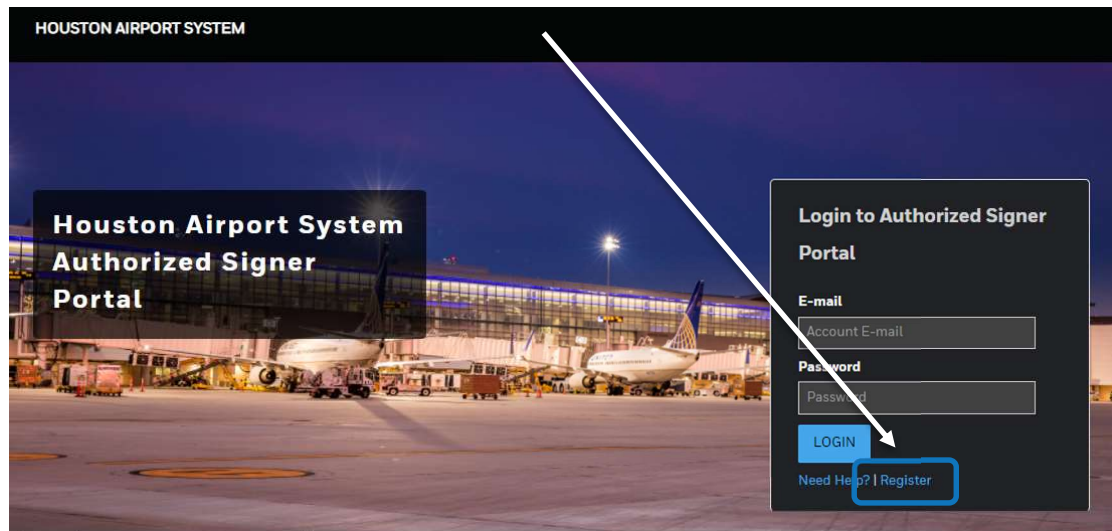 HOUSTON AIRPORT SYSTEM
Houston Airport System
Authorized Signer
Portal
Login to Authorized Signer
Portal
E-mail
Account E-mail
Password
Password
LOGIN
Need Help? | Register